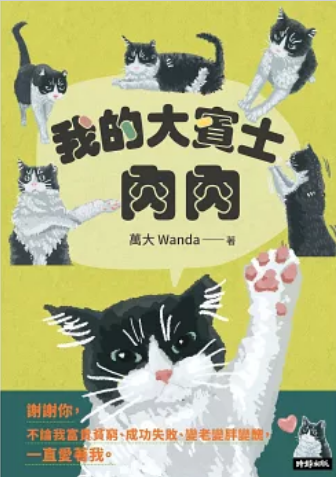 我的大賓士
肉肉
萬大 Wanda——著
謝謝你，
不論我富貴貧窮、成功失敗、變老變胖變醜，
一直愛著我。
時報出版